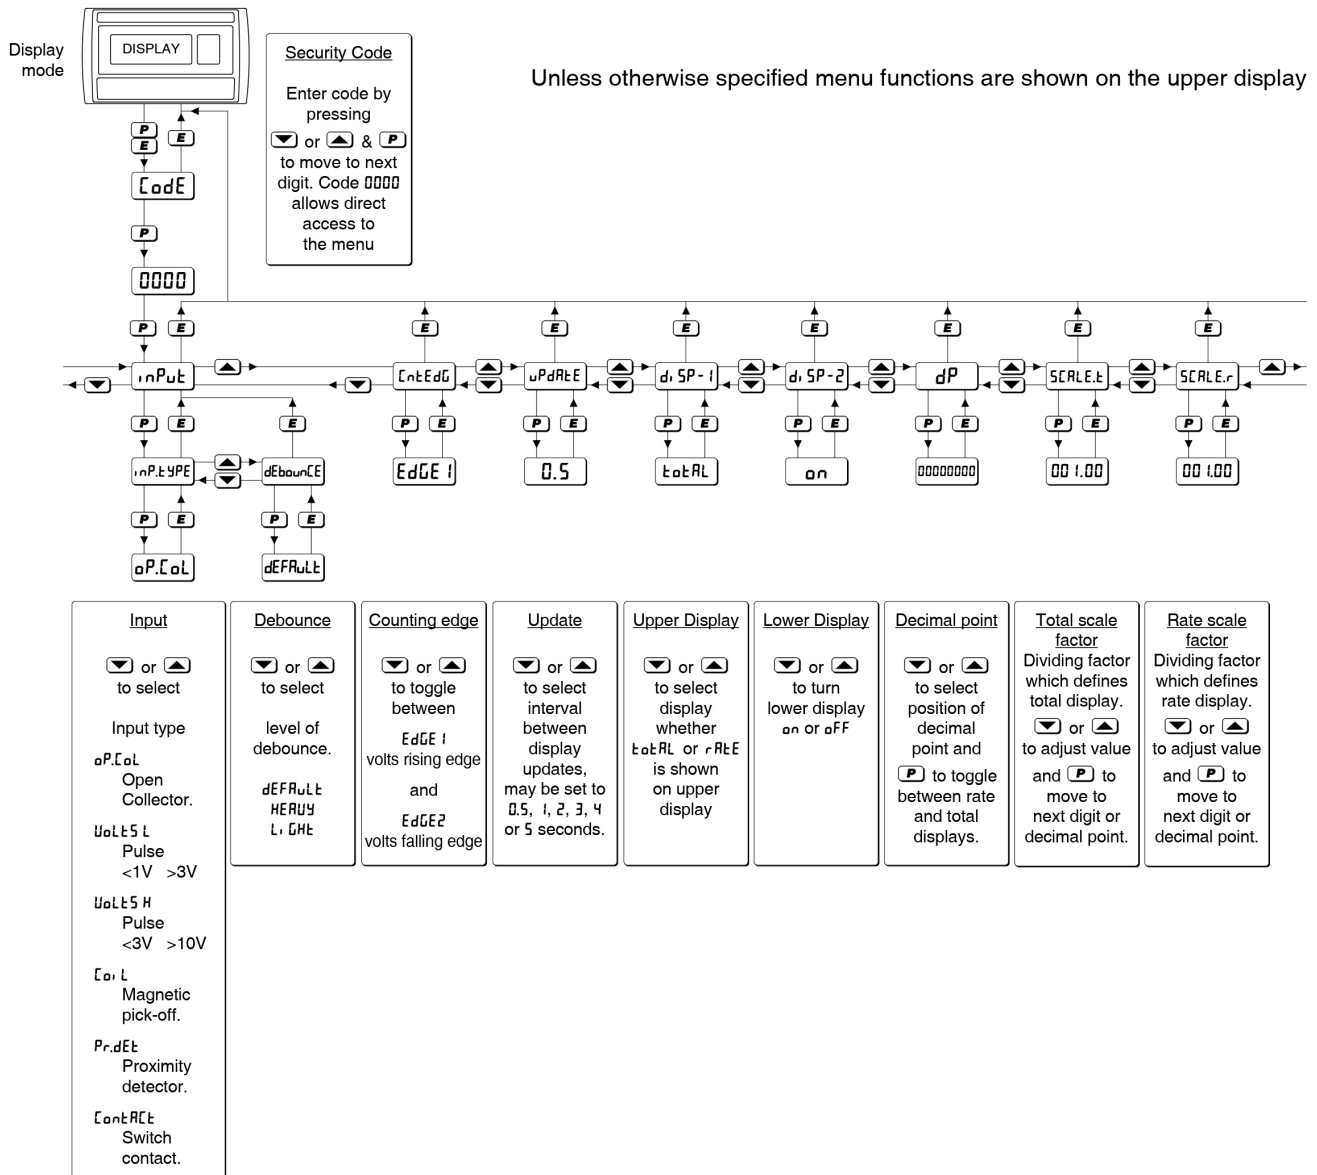 Display
mode
DISPLAY
Security Code
Enter code by
pressing
or & P
to move to next
digit. Code 0000
allows direct
access to
the menu
Unless otherwise specified menu functions are shown on the upper display
P
E
E
CodE
P
0000
P E E E E E E E E
inPut CntEdG uPdAtE diSP-1 diSP-2 dP SCALE.t SCALE.r
P E E P E P E P E P E P E P E P E
inP.tYPE dEbounCE EdGE 1 0.5 totAL on 00000000 001.00 001.00
P E P E
oP.CoL dEFAuLt
Input
or
to select
Input type
oP.CoL
Open
Collector.
VoLtS L
Pulse
<1V >3V
VoLtS H
Pulse
<3V >10V
Coi L
Magnetic
pick-off.
Pr.dEt
Proximity
detector.
ContACt
Switch
contact.
Debounce
or
to select
level of
debounce.
dEFAuLt
HEAVY
LiGHt
Counting edge
or
to toggle
between
EdGE 1
volts rising edge
and
EdGE2
volts falling edge
Update
or
to select
interval
between
display
updates,
may be set to
0.5, 1, 2, 3, 4
or 5 seconds.
Upper Display
or
to select
display
whether
totAL or rAtE
is shown
on upper
display
Lower Display
or
to turn
lower display
on or oFF
Decimal point
or
to select
position of
decimal
point and
P to toggle
between rate
and total
displays.
Total scale
factor
Dividing factor
which defines
total display.
or
to adjust value
and P to
move to
next digit or
decimal point.
Rate scale
factor
Dividing factor
which defines
rate display.
or
to adjust value
and P to
move to
next digit or
decimal point.